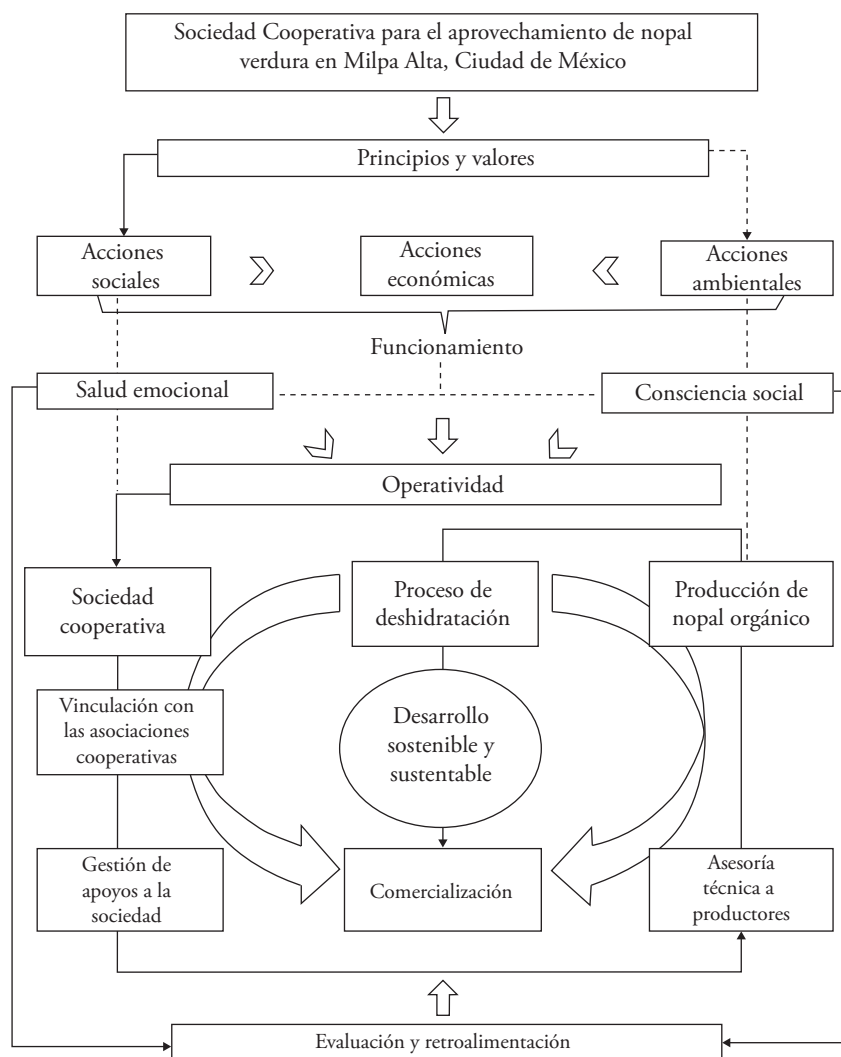 Sociedad Cooperativa para el aprovechamiento de nopal
verdura en Milpa Alta, Ciudad de México
Principios y valores
Acciones
sociales
Acciones
económicas
Acciones
ambientales
Funcionamiento
Salud emocional
Consciencia social
Operatividad
Sociedad
cooperativa
Proceso de
deshidratación
Producción de
nopal orgánico
Vinculación con
las asociaciones
cooperativas
Desarrollo
sostenible y
sustentable
Gestión de
apoyos a la
sociedad
Comercialización
Asesoría
técnica a
productores
Evaluación y retroalimentación